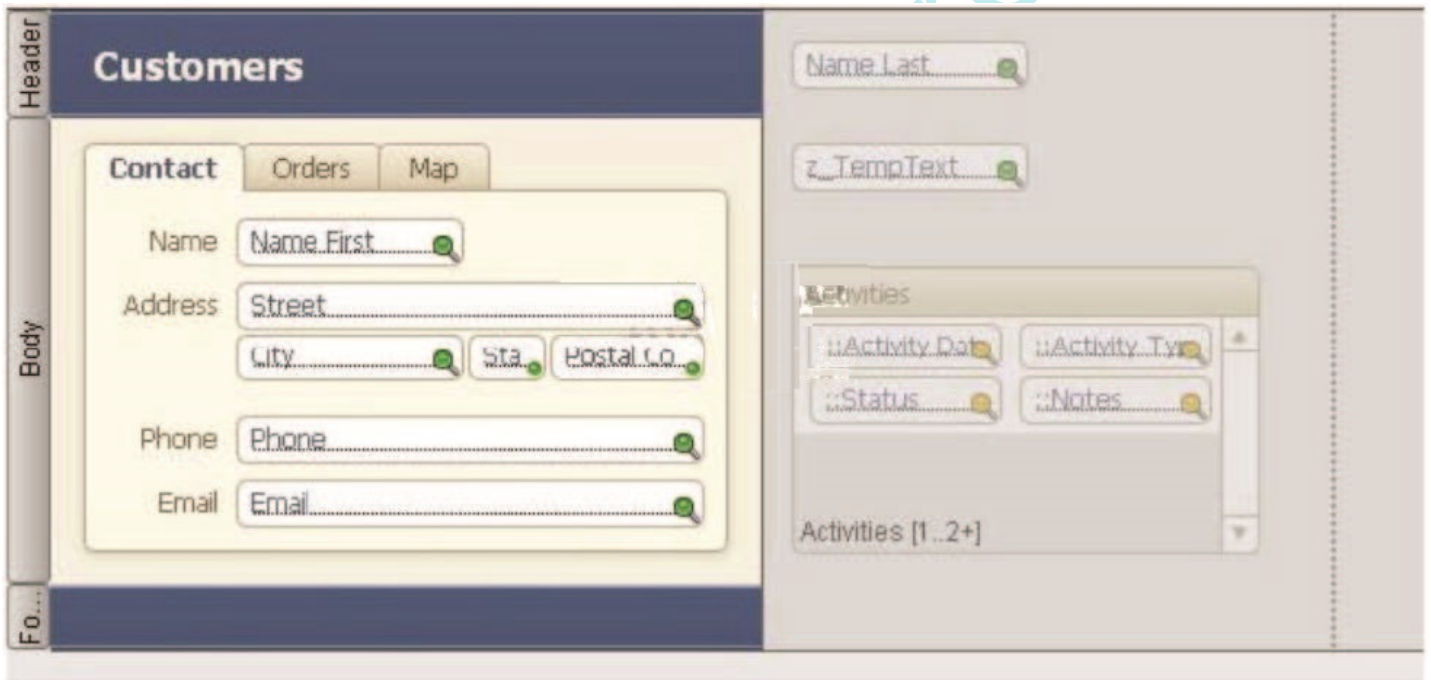 Header
Customers
Name Last
Contact Orders Map
z_TempText
Name Name First
Address Street
City Sta Postal Co
Phone Phone
Email Email
Body
Activities
::Activity Date ::Activity Typ
::Status ::Notes
Activities [1..2+]
Fo...